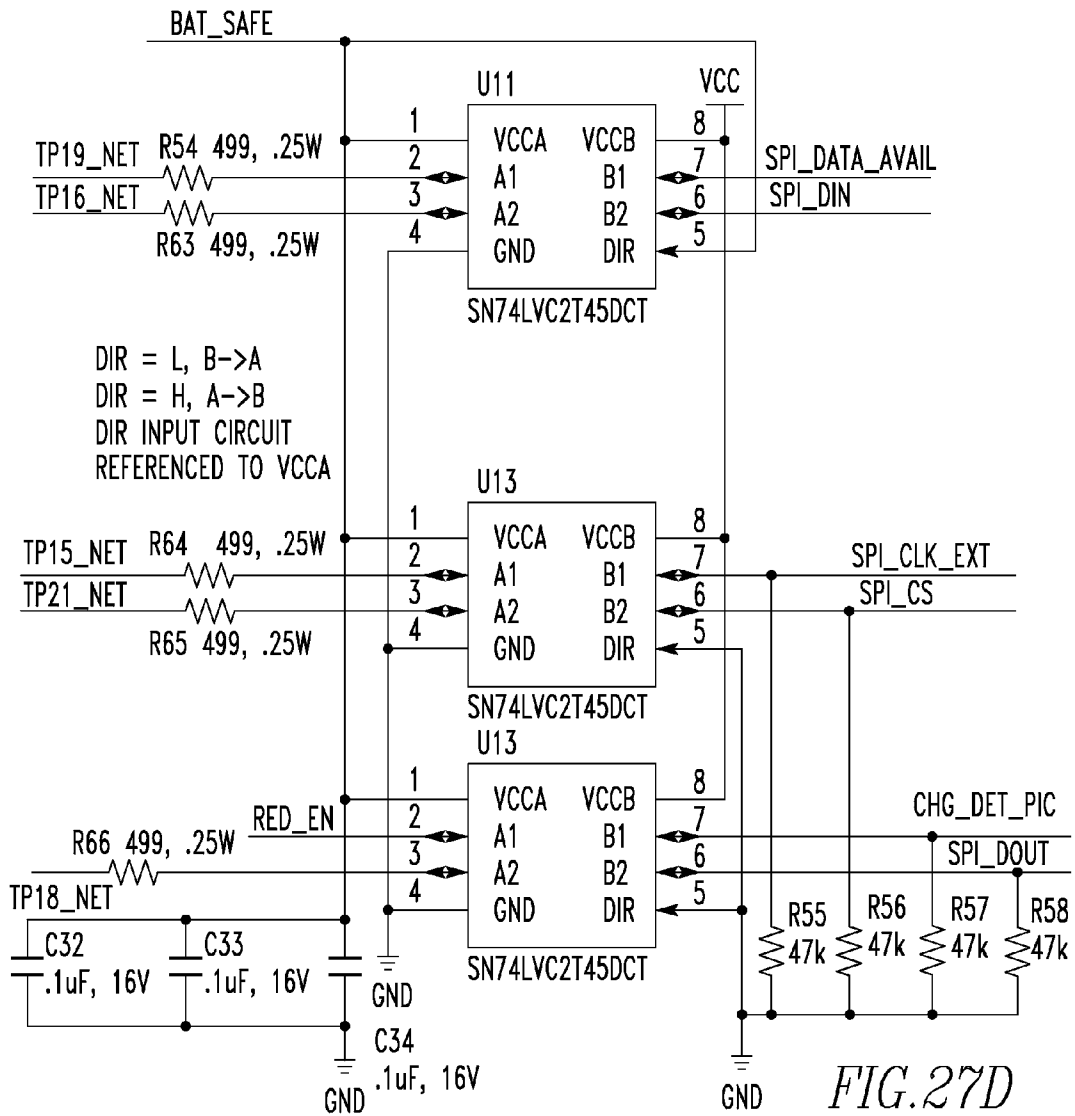 BAT_SAFE
U11
VCC
1
VCCA
VCCB
8
TP19_NET
R54 499, .25W
2
A1
B1
7
SPI_DATA_AVAIL
TP16_NET
3
A2
B2
6
SPI_DIN
R63 499, .25W
4
GND
DIR
5
SN74LVC2T45DCT
DIR = L, B->A
DIR = H, A->B
DIR INPUT CIRCUIT
REFERENCED TO VCCA
U13
1
VCCA
VCCB
8
TP15_NET
R64 499, .25W
2
A1
B1
7
SPI_CLK_EXT
TP21_NET
3
A2
B2
6
SPI_CS
R65 499, .25W
4
GND
DIR
5
SN74LVC2T45DCT
U13
1
VCCA
VCCB
8
RED_EN
2
A1
B1
7
CHG_DET_PIC
R66 499, .25W
3
A2
B2
6
SPI_DOUT
TP18_NET
4
GND
DIR
5
SN74LVC2T45DCT
C32
.1uF, 16V
C33
.1uF, 16V
GND
R55
47k
R56
47k
R57
47k
R58
47k
C34
.1uF, 16V
GND
GND
FIG.27D